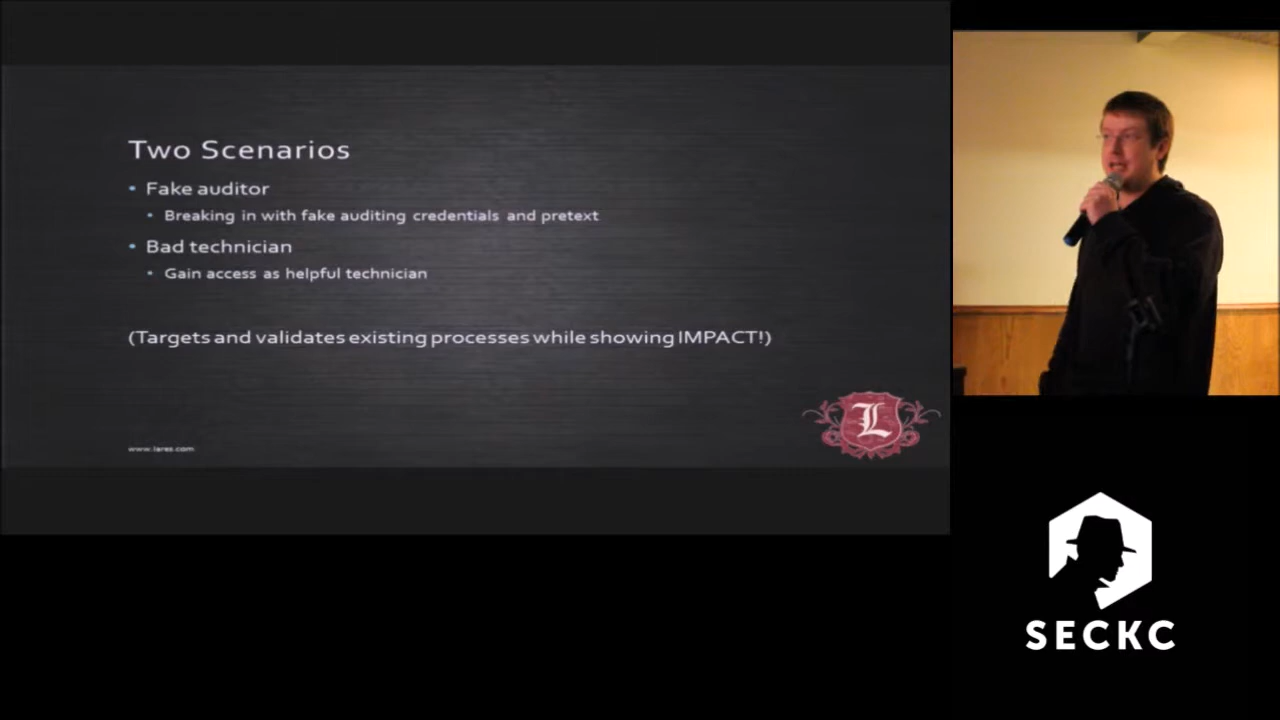 Two Scenarios
• Fake auditor
• Breaking in with fake auditing credentials and pretext
• Bad technician
• Gain access as helpful technician
(Targets and validates existing processes while showing IMPACT!)
www.lares.com
L
SECKC